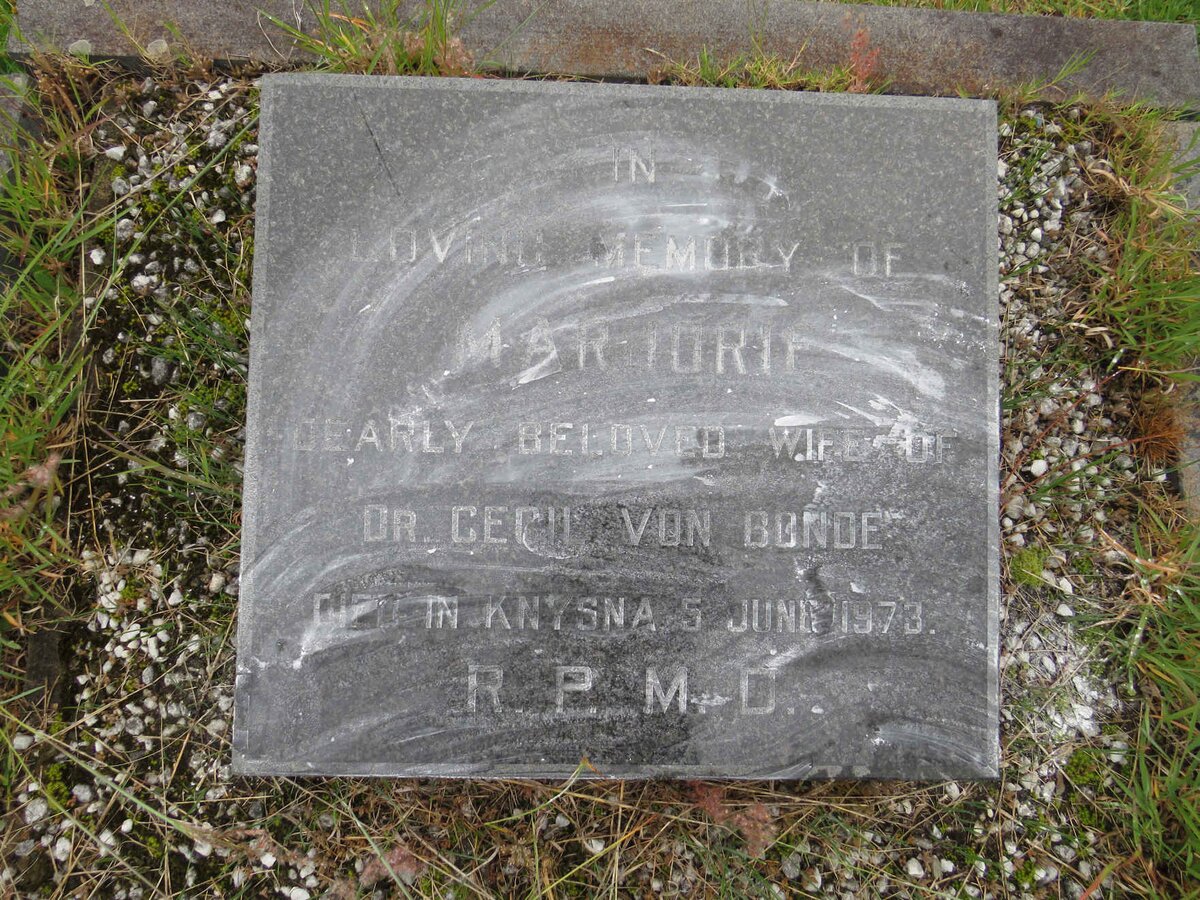 IN
LOVING MEMORY OF
MARJORIE
DEARLY BELOVED WIFE OF
DR. CECIL VON BONDE
DIED IN KNYSNA 5 JUNE 1973.
R. P. M. D.